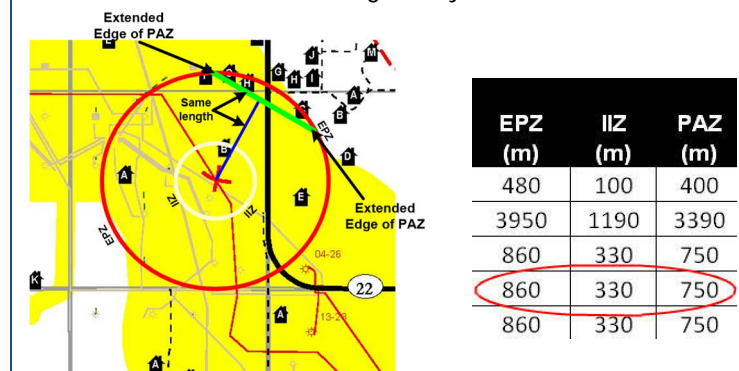 Extended
Edge of PAZ
E
J
M
F
H
G
H
I
Same
length
A
B
EPZ
B
D
A
E
IIZ
IIZ
Extended
Edge of PAZ
EPZ
04-26
K
22
A
A
EPZ IIZ PAZ
(m) (m) (m)
480 100 400
3950 1190 3390
860 330 750
860 330 750
860 330 750